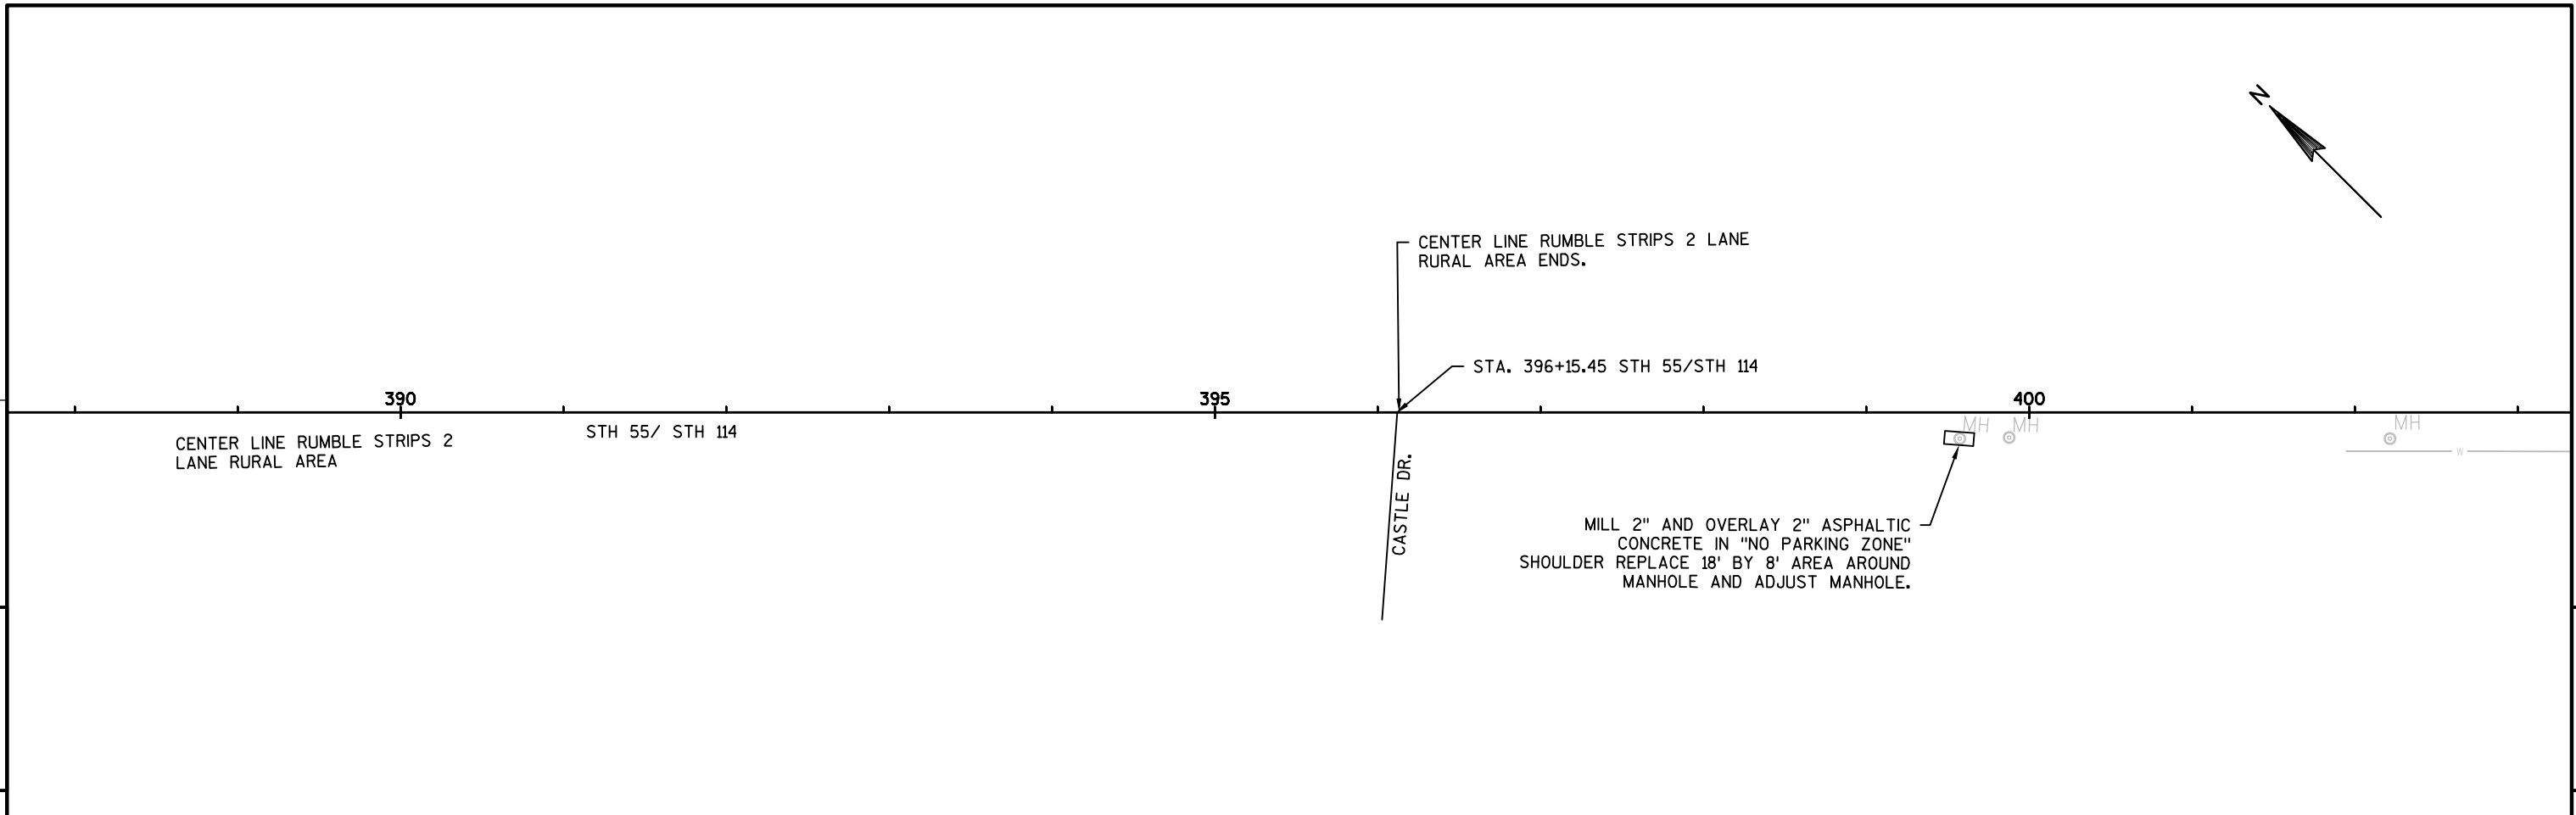 N
CENTER LINE RUMBLE STRIPS 2 LANE
RURAL AREA ENDS.
STA. 396+15.45 STH 55/STH 114
390
395
400
CENTER LINE RUMBLE STRIPS 2
LANE RURAL AREA
STH 55/ STH 114
MH
MH
MH
W
CASTLE DR.
MILL 2" AND OVERLAY 2" ASPHALTIC
CONCRETE IN "NO PARKING ZONE"
SHOULDER REPLACE 18' BY 8' AREA AROUND
MANHOLE AND ADJUST MANHOLE.